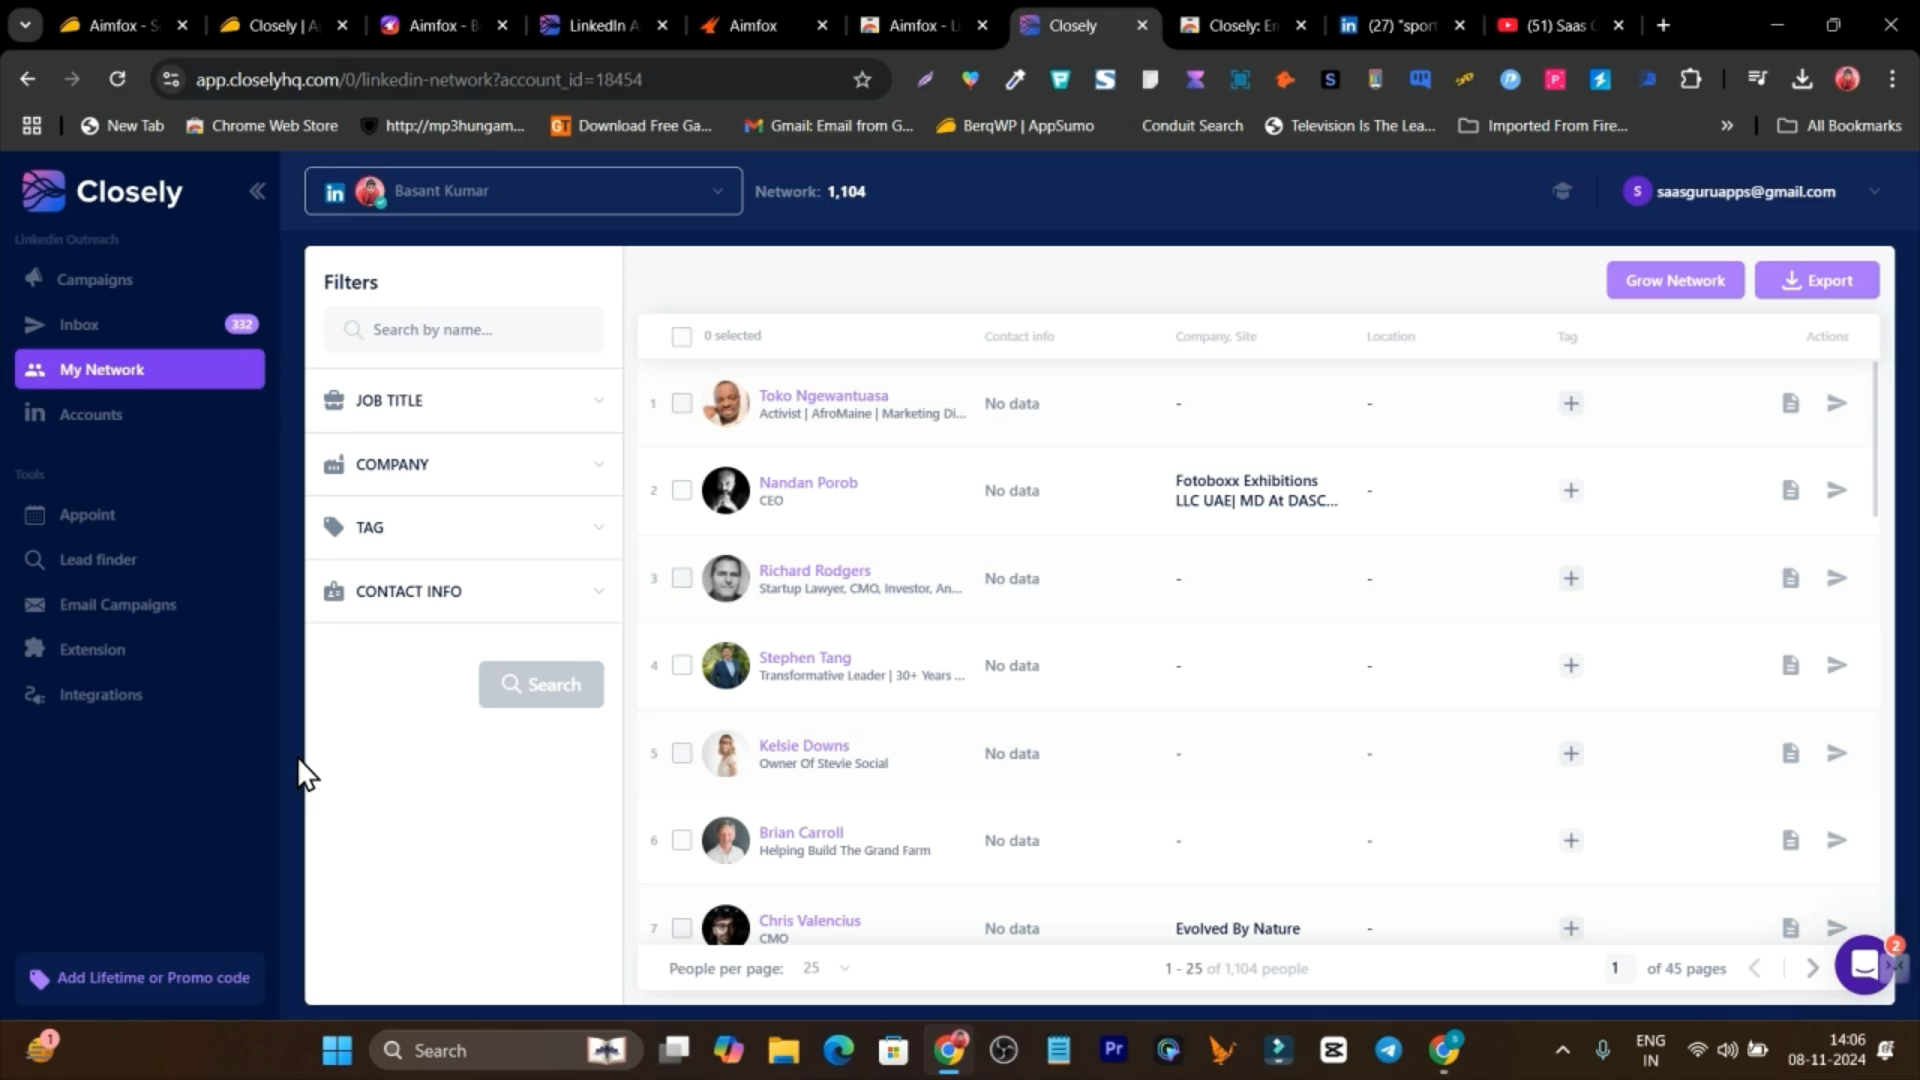 Aimfox - S
Closely | A
Aimfox - B
LinkedIn A
Aimfox
Aimfox - Li
Closely
Closely: En
(27) "sport
(51) Saas
app.closelyhq.com/0/linkedin-network?account_id=18454
New Tab
Chrome Web Store
http://mp3hungam...
Download Free Ga...
Gmail: Email from G...
BerqWP | AppSumo
Conduit Search
Television Is The Lea...
Imported From Fire...
All Bookmarks
Closely
Basant Kumar
Network: 1,104
S
saasguruapps@gmail.com
Linkedin Outreach
Campaigns
Inbox
332
My Network
Accounts
Tools
Appoint
Lead finder
Email Campaigns
Extension
Integrations
Add Lifetime or Promo code
Filters
Search by name...
JOB TITLE
COMPANY
TAG
CONTACT INFO
Search
Grow Network
Export
0 selected
Contact info
Company, Site
Location
Tag
Actions
1
Toko Ngewantuasa
Activist | AfroMaine | Marketing Di...
No data
-
-
2
Nandan Porob
CEO
No data
Fotoboxx Exhibitions
LLC UAE| MD At DASC...
-
3
Richard Rodgers
Startup Lawyer, CMO, Investor, An...
No data
-
-
4
Stephen Tang
Transformative Leader | 30+ Years ...
No data
-
-
5
Kelsie Downs
Owner Of Stevie Social
No data
-
-
6
Brian Carroll
Helping Build The Grand Farm
No data
-
-
7
Chris Valencius
CMO
No data
Evolved By Nature
-
People per page: 25
1 - 25 of 1,104 people
1 of 45 pages
2
1
Search
ENG
IN
14:06
08-11-2024